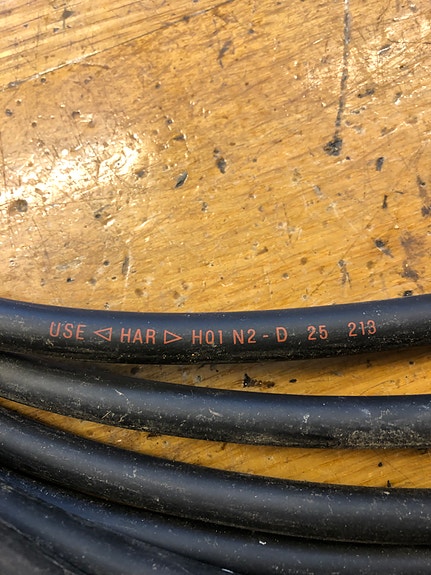 USE ◁ HAR ▷ HQ1 N2-D 25 213